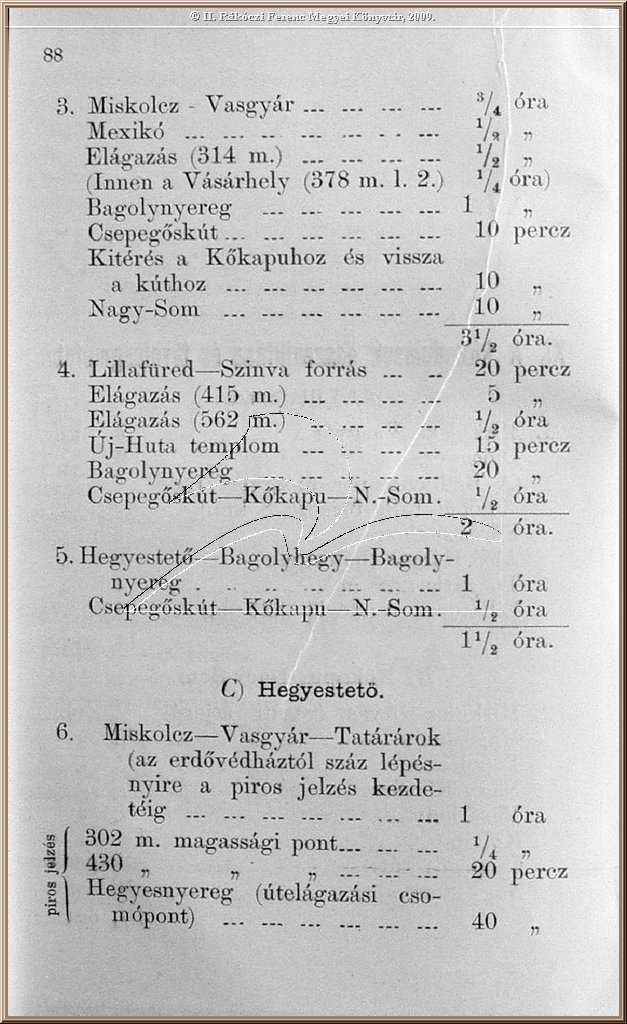 © II. Rákóczi Ferenc Megyei Könyvtár, 2009.
88
3. Miskolcz - Vasgyár ... ... ... ... 3/4 óra
Mexikó ... ... ... ... ... 1/2 „
Elágazás (314 m.) ... ... ... ... 1/2 „
(Innen a Vásárhely (378 m. l. 2.) 1/4 óra)
Bagolynyereg ... ... ... ... ... 1 „
Csepegőskút ... ... ... ... ... 10 percz
Kitérés a Kőkapuhoz és vissza
a kúthoz ... ... ... ... ... 10 „
Nagy-Som ... ... ... ... ... 10 „
3 1/2 óra.
4. Lillafüred—Szinva forrás ... ... 20 percz
Elágazás (415 m.) ... ... ... ... 5 „
Elágazás (562 m.) ... ... ... ... 1/2 óra
Új-Huta templom ... ... ... ... 15 percz
Bagolynyereg ... ... ... ... ... 20 „
Csepegőskút—Kőkapu—N.-Som. 1/2 óra
2 óra.
5. Hegyestető—Bagolyhegy—Bagoly-
nyereg . ... ... ... ... ... 1 óra
Csepegőskút—Kőkapu—N.-Som. 1/2 óra
1 1/2 óra.
C) Hegyestető.
6. Miskolcz—Vasgyár—Tatárárok
(az erdővédháztól száz lépés-
nyire a piros jelzés kezde-
téig ... ... ... ... ... ... ... 1 óra
piros jelzés
302 m. magassági pont ... ... ... 1/4 „
430 „ „ „ ... ... ... 20 percz
Hegyesnyereg (útelágazási cso-
mópont) ... ... ... ... ... ... 40 „